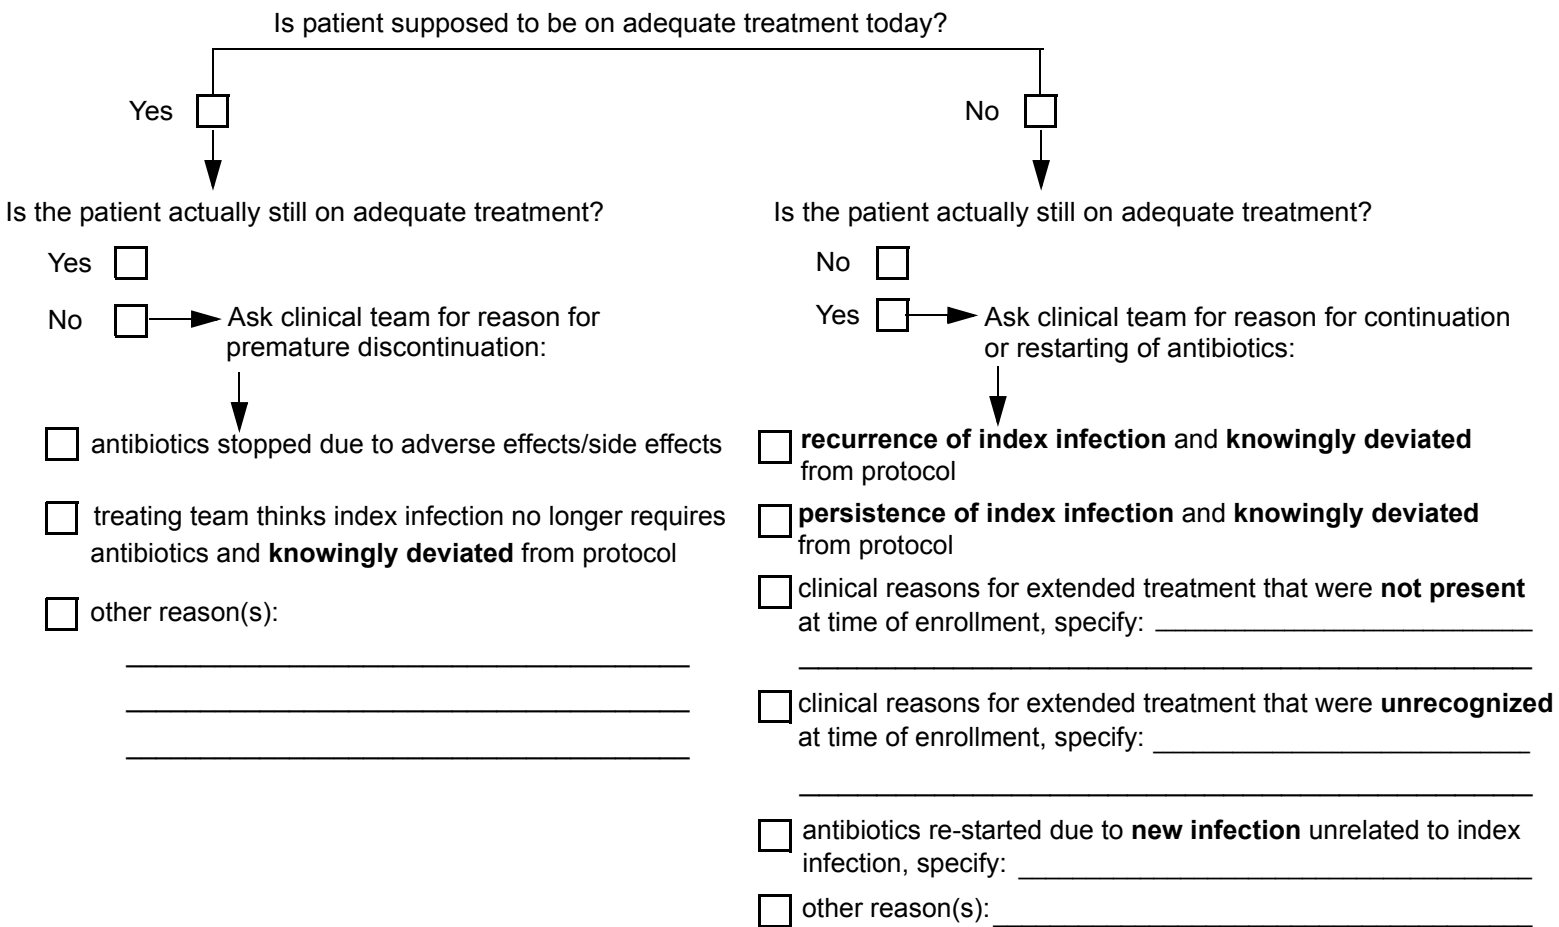 Is patient supposed to be on adequate treatment today?
Yes
No
Is the patient actually still on adequate treatment?
Yes
No
Ask clinical team for reason for
premature discontinuation:
antibiotics stopped due to adverse effects/side effects
treating team thinks index infection no longer requires
antibiotics and knowingly deviated from protocol
other reason(s):
Is the patient actually still on adequate treatment?
No
Yes
Ask clinical team for reason for continuation
or restarting of antibiotics:
recurrence of index infection and knowingly deviated
from protocol
persistence of index infection and knowingly deviated
from protocol
clinical reasons for extended treatment that were not present
at time of enrollment, specify:
clinical reasons for extended treatment that were unrecognized
at time of enrollment, specify:
antibiotics re-started due to new infection unrelated to index
infection, specify:
other reason(s):